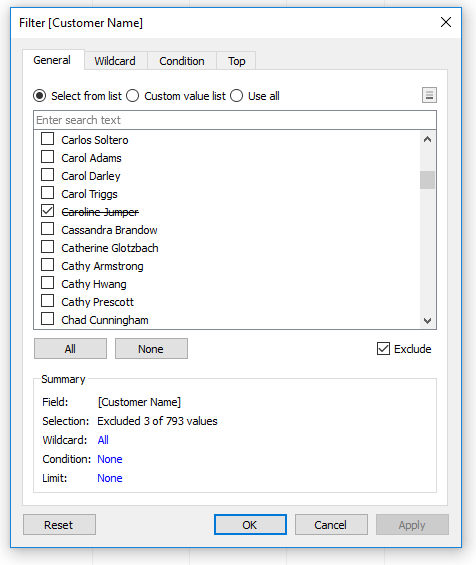 Filter [Customer Name]
General Wildcard Condition Top
Select from list Custom value list Use all
Enter search text
Carlos Soltero
Carol Adams
Carol Darley
Carol Triggs
Caroline Jumper
Cassandra Brandow
Catherine Glotzbach
Cathy Armstrong
Cathy Hwang
Cathy Prescott
Chad Cunningham
All None Exclude
Summary
Field: [Customer Name]
Selection: Excluded 3 of 793 values
Wildcard: All
Condition: None
Limit: None
Reset OK Cancel Apply